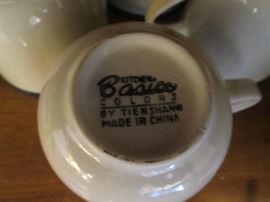 KITCHEN
Basics
COLORS
BY TIENSHAN®
MADE IN CHINA